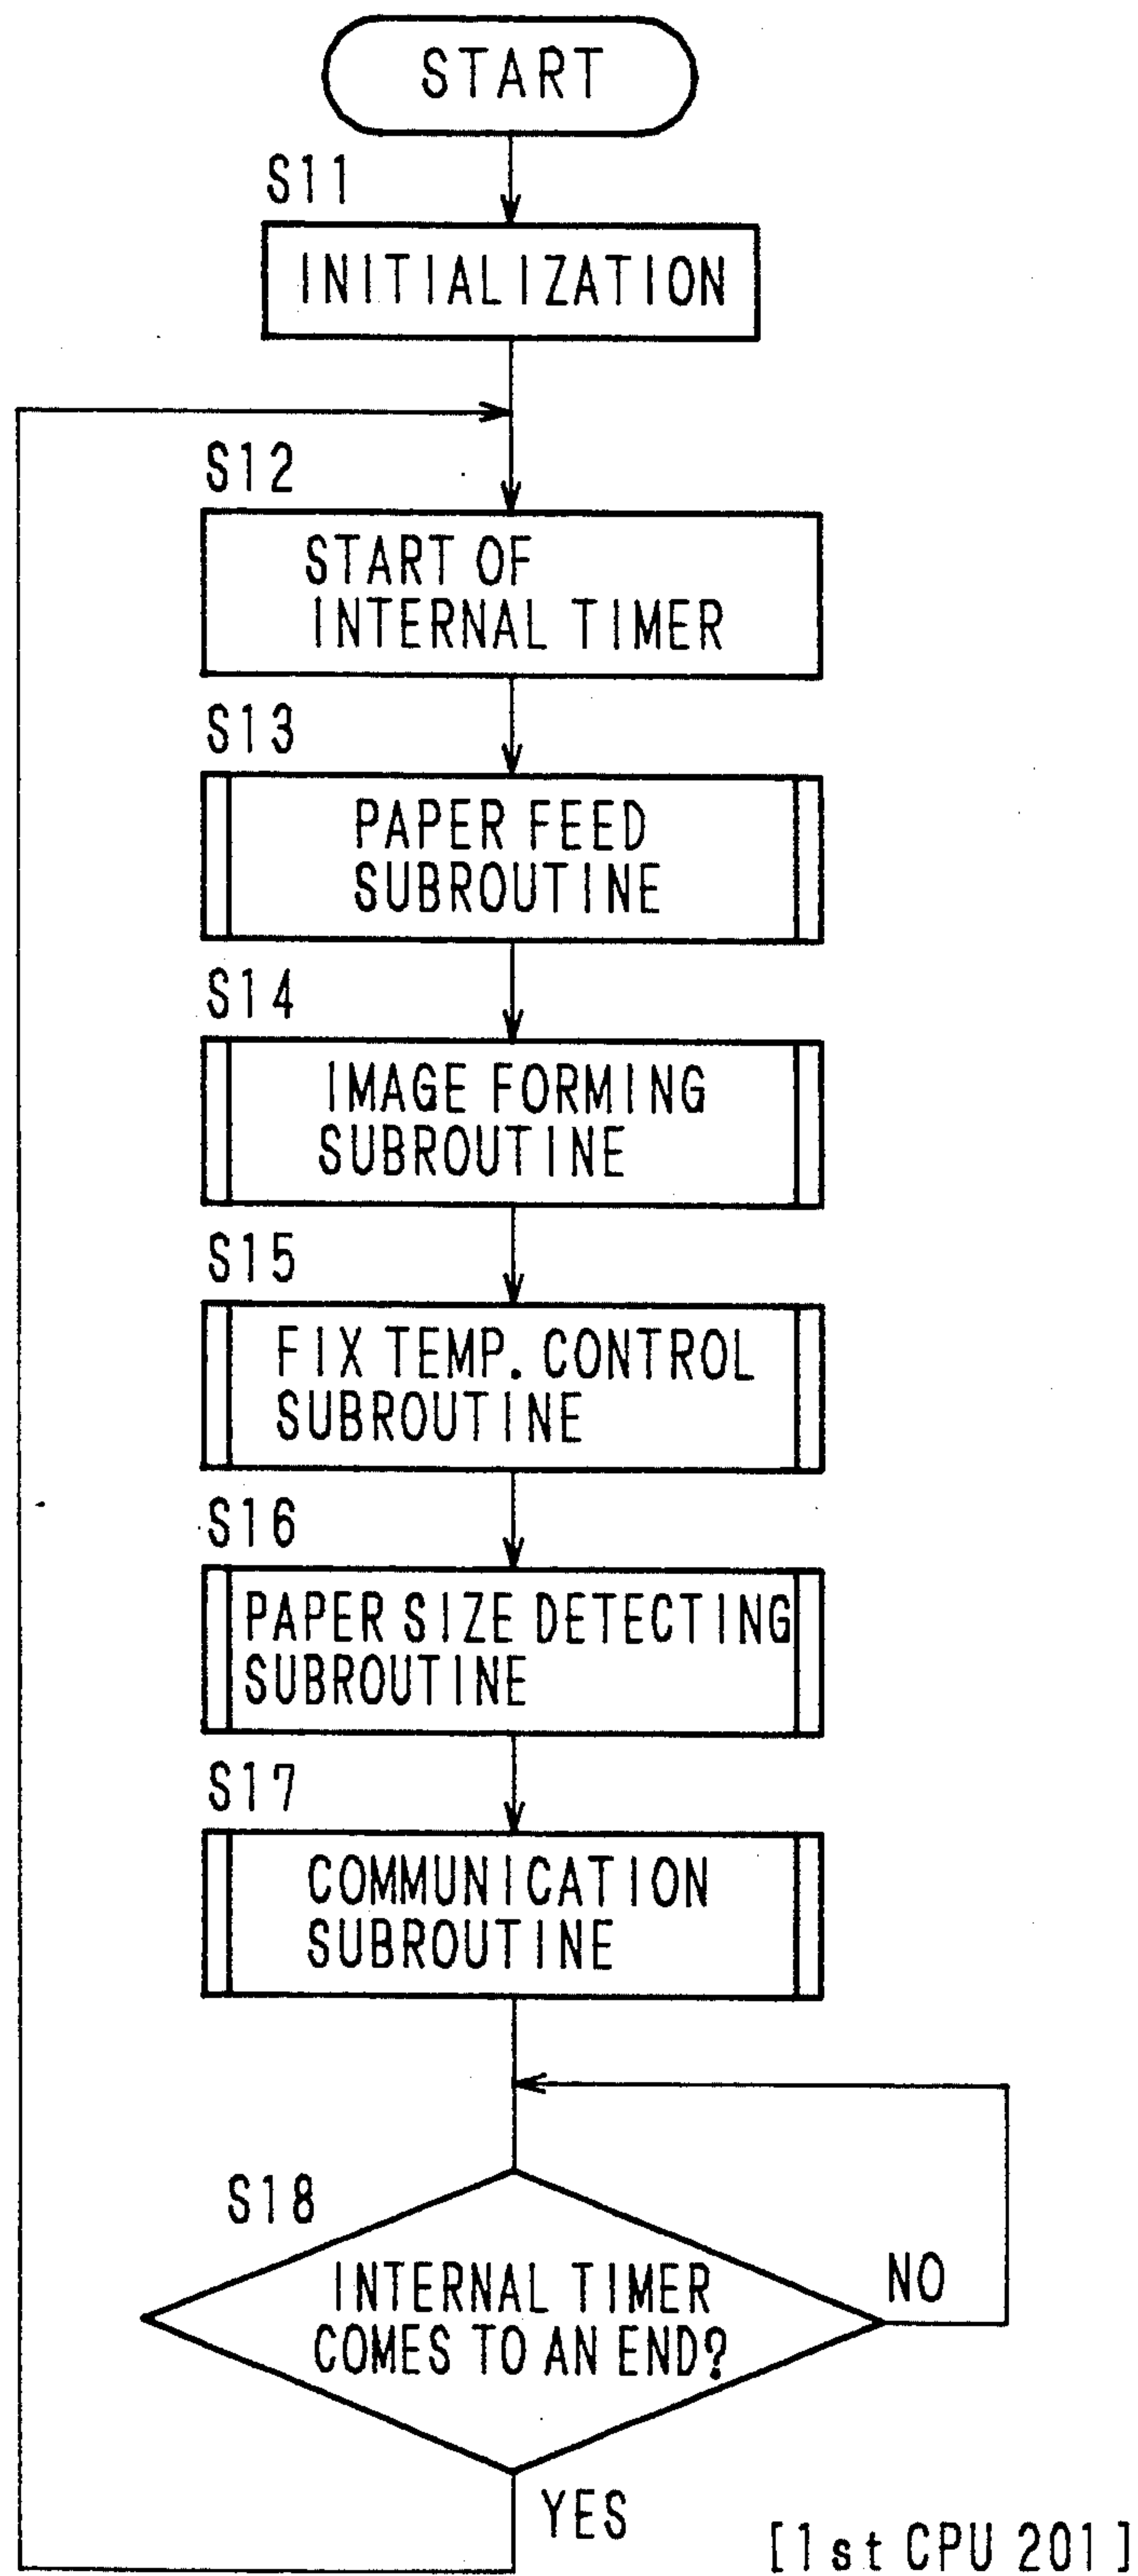 START
S11
INITIALIZATION
S12
START OF
INTERNAL TIMER
S13
PAPER FEED
SUBROUTINE
S14
IMAGE FORMING
SUBROUTINE
S15
FIX TEMP. CONTROL
SUBROUTINE
S16
PAPER SIZE DETECTING
SUBROUTINE
S17
COMMUNICATION
SUBROUTINE
S18
INTERNAL TIMER
COMES TO AN END?
NO
YES
[1st CPU 201]